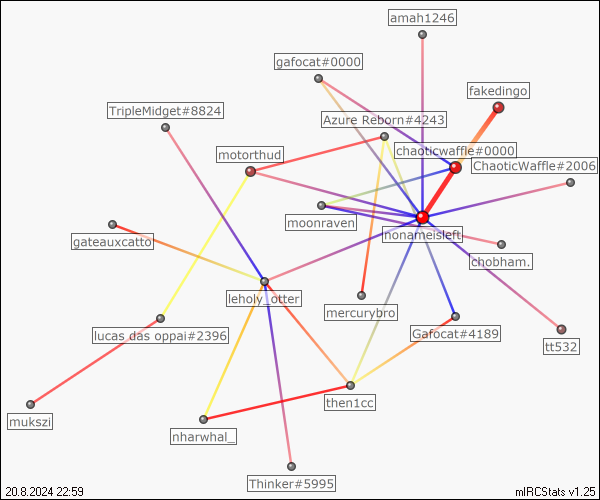 amah1246
gafocat#0000
fakedingo
TripleMidget#8824
Azure Reborn#4243
chaoticwaffle#0000
motorthud
ChaoticWaffle#2006
moonraven
nonameisleft
gateauxcatto
chobham.
leholy_otter
mercurybro
lucas das oppai#2396
Gafocat#4189
tt532
then1cc
mukszi
nharwhal_
Thinker#5995
20.8.2024 22:59
mIRCStats v1.25